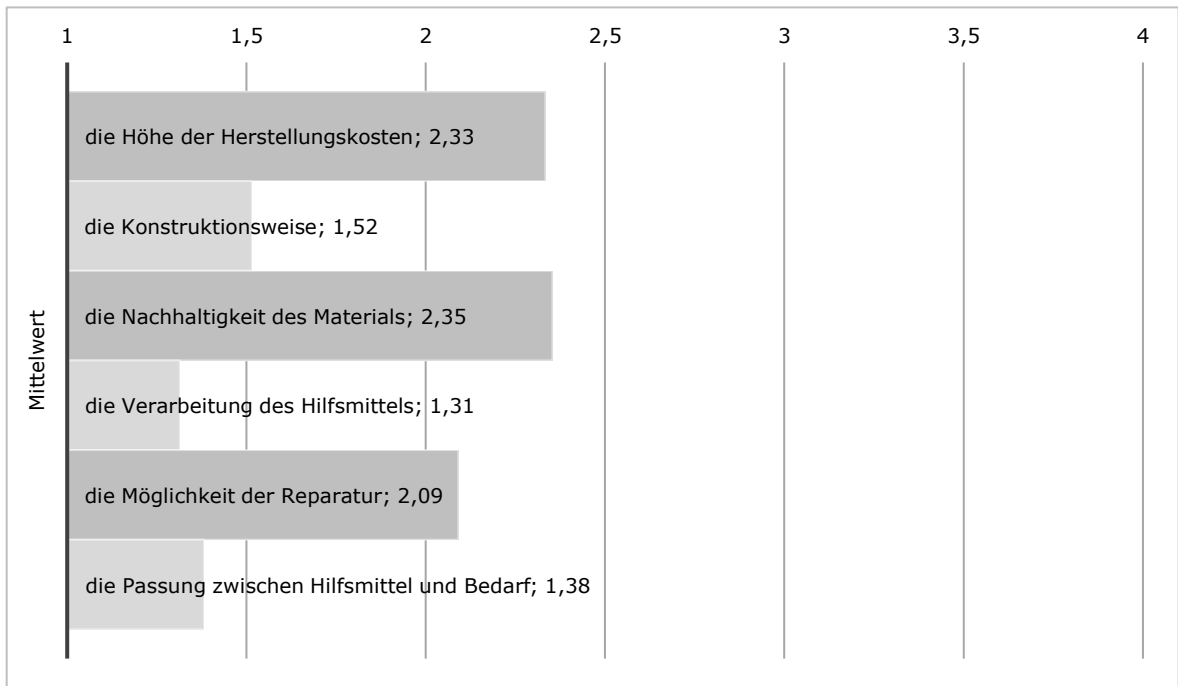 1 1,5 2 2,5 3 3,5 4
die Höhe der Herstellungskosten; 2,33
die Konstruktionsweise; 1,52
die Nachhaltigkeit des Materials; 2,35
Mittelwert
die Verarbeitung des Hilfsmittels; 1,31
die Möglichkeit der Reparatur; 2,09
die Passung zwischen Hilfsmittel und Bedarf; 1,38